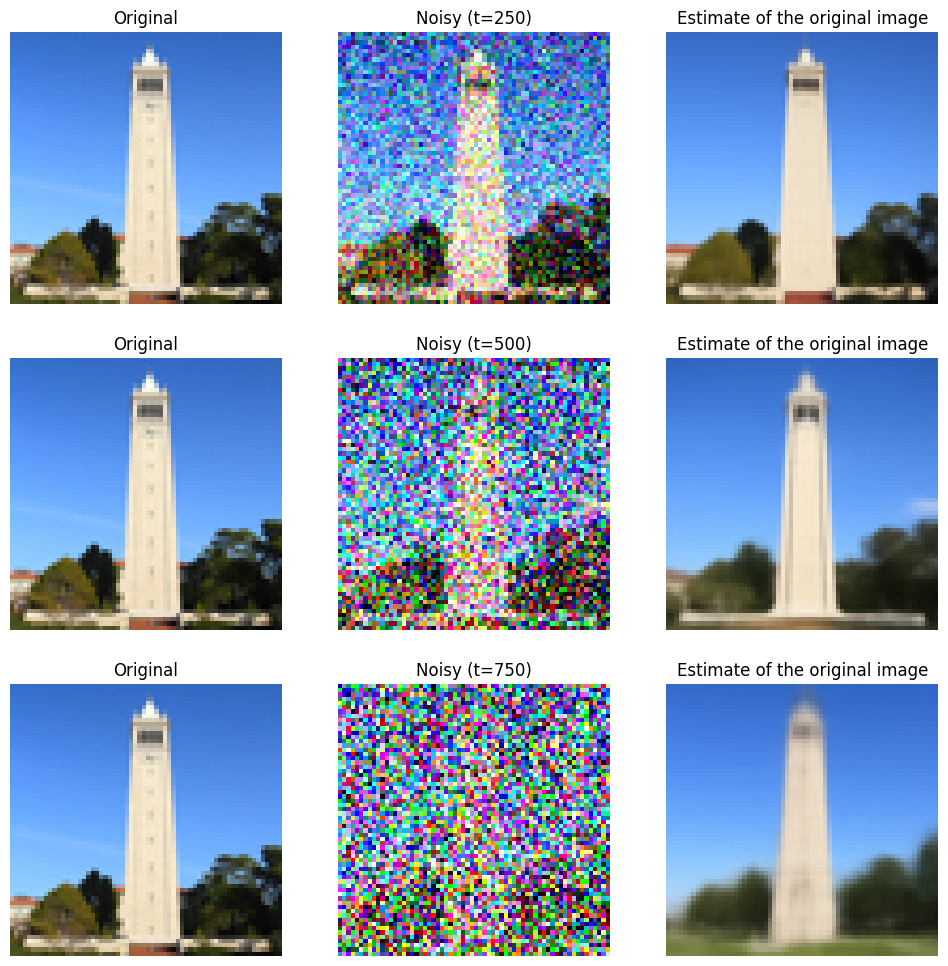 Original
Noisy (t=250)
Estimate of the original image
Original
Noisy (t=500)
Estimate of the original image
Original
Noisy (t=750)
Estimate of the original image